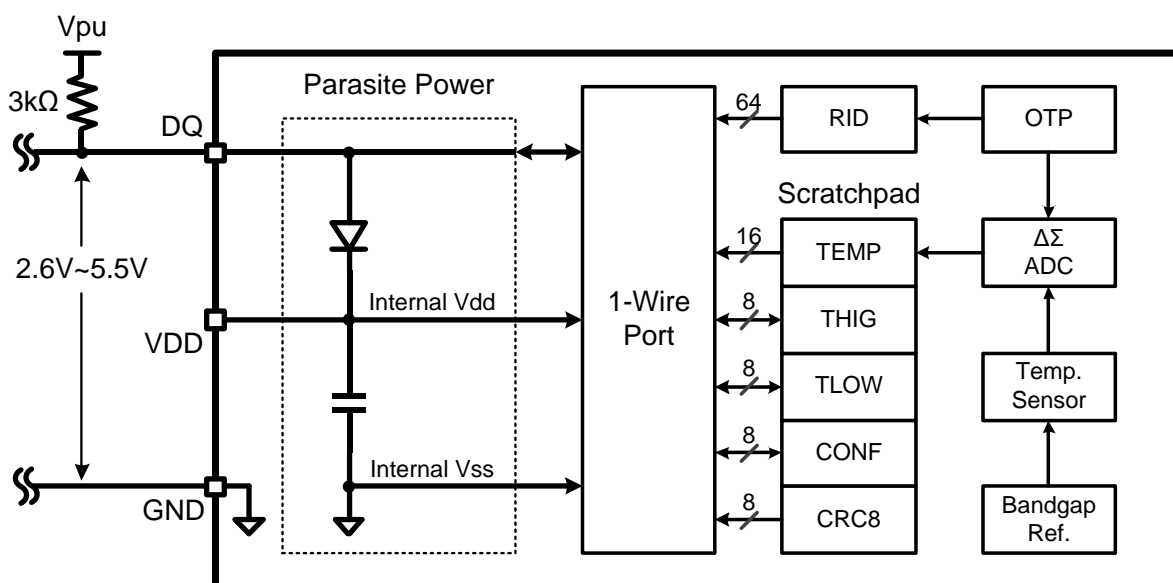 Vpu
3kΩ
DQ
2.6V~5.5V
VDD
GND
Parasite Power
Internal Vdd
Internal Vss
1-Wire
Port
64
RID
OTP
Scratchpad
16
TEMP
ΔΣ
ADC
8
THIG
8
TLOW
Temp.
Sensor
8
CONF
8
CRC8
Bandgap
Ref.